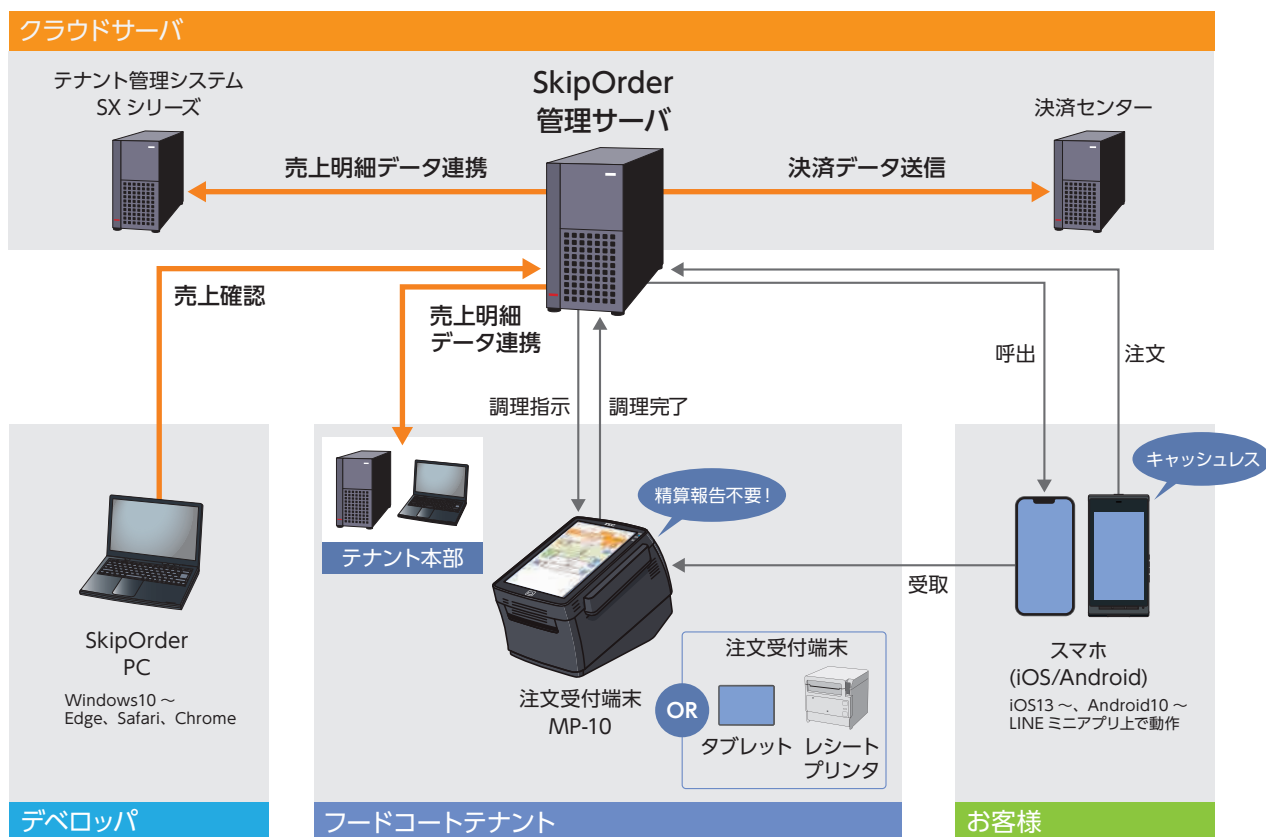 クラウドサーバ
テナント管理システム
SX シリーズ
SkipOrder
管理サーバ
決済センター
売上明細データ連携
決済データ送信
売上確認
売上明細
データ連携
呼出
注文
調理指示
調理完了
キャッシュレス
精算報告不要！
テナント本部
受取
SkipOrder
PC
Windows10 ～
Edge、Safari、Chrome
注文受付端末
MP-10
OR
注文受付端末
タブレット
レシート
プリンタ
スマホ
(iOS/Android)
iOS13 ～、Android10 ～
LINE ミニアプリ上で動作
デベロッパ
フードコートテナント
お客様